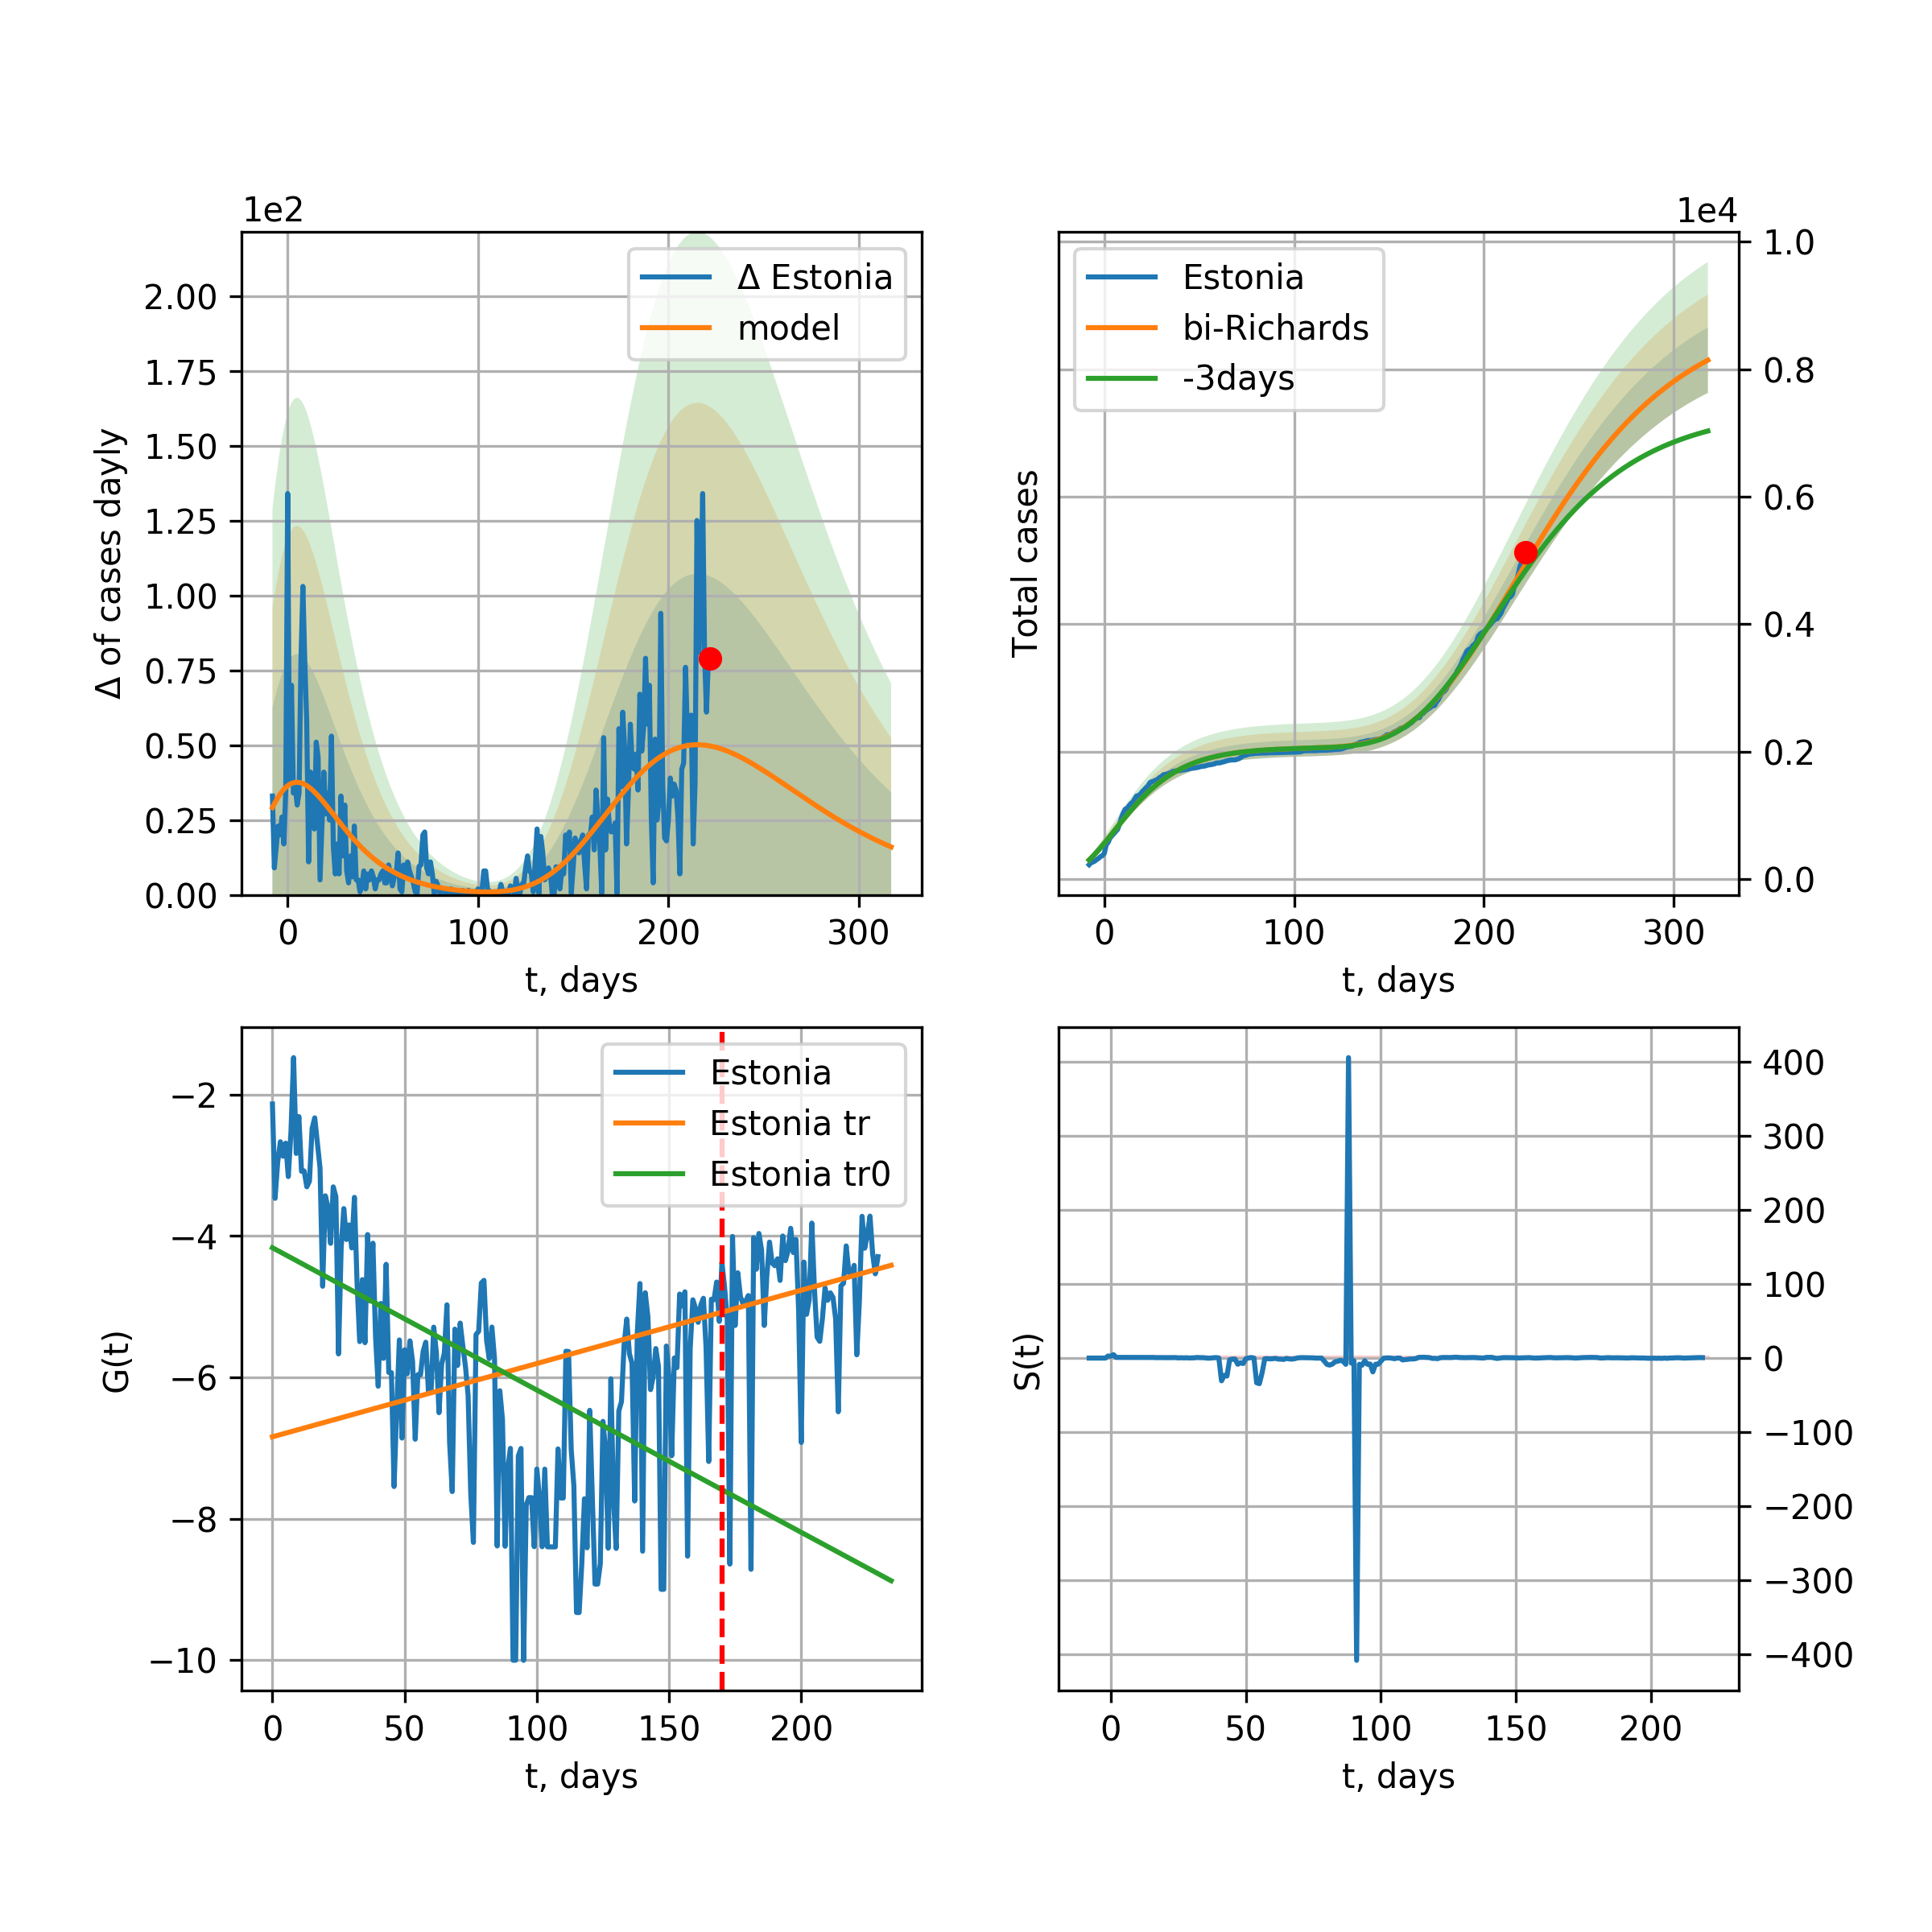 1e2
Δ of cases dayly
2.00
1.75
1.50
1.25
1.00
0.75
0.50
0.25
0.00
Δ Estonia
model
0 100 200 300
t, days
1e4
Total cases
Estonia
bi-Richards
-3days
1.0
0.8
0.6
0.4
0.2
0.0
0 100 200 300
t, days
G(t)
−2
−4
−6
−8
−10
Estonia
Estonia tr
Estonia tr0
0 50 100 150 200
t, days
S(t)
400
300
200
100
0
−100
−200
−300
−400
0 50 100 150 200
t, days